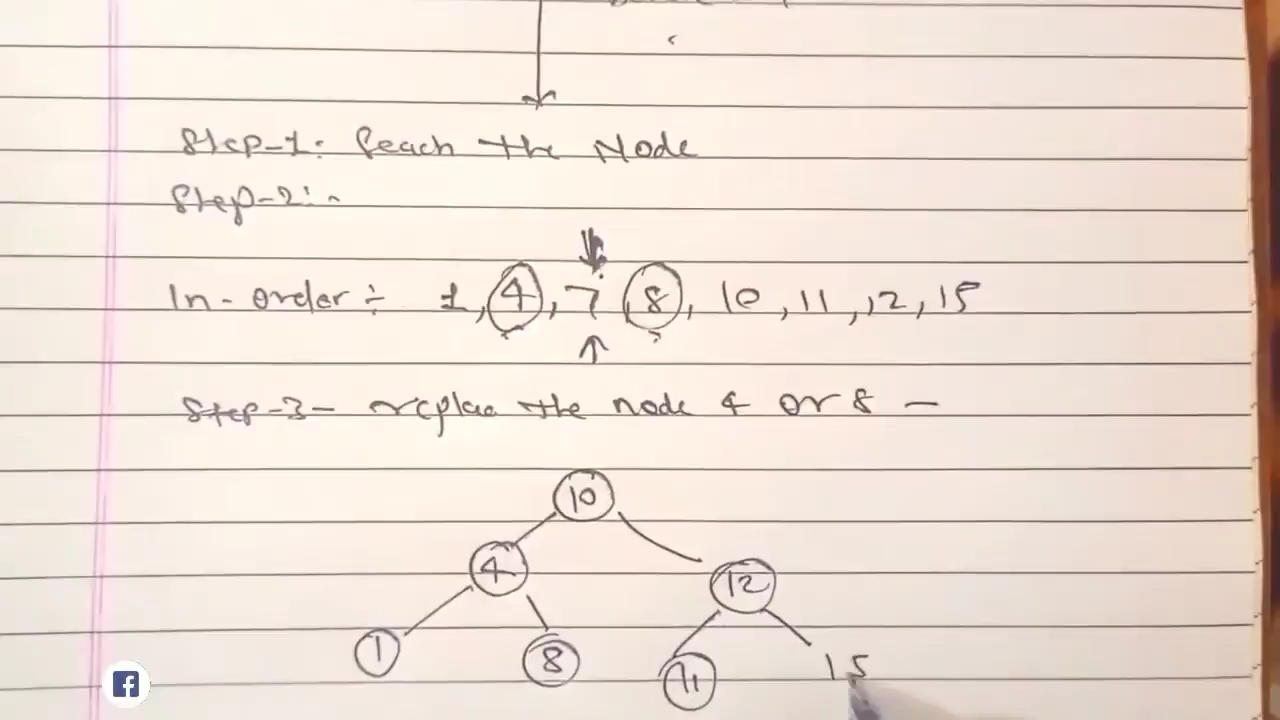 Step-1: Reach the Node
Step-2:-
In-order ÷ 1, 4, 7, 8, 10, 11, 12, 15
Step-3- replac the node 4 or 8 -
10
4 12
1 8 11 15